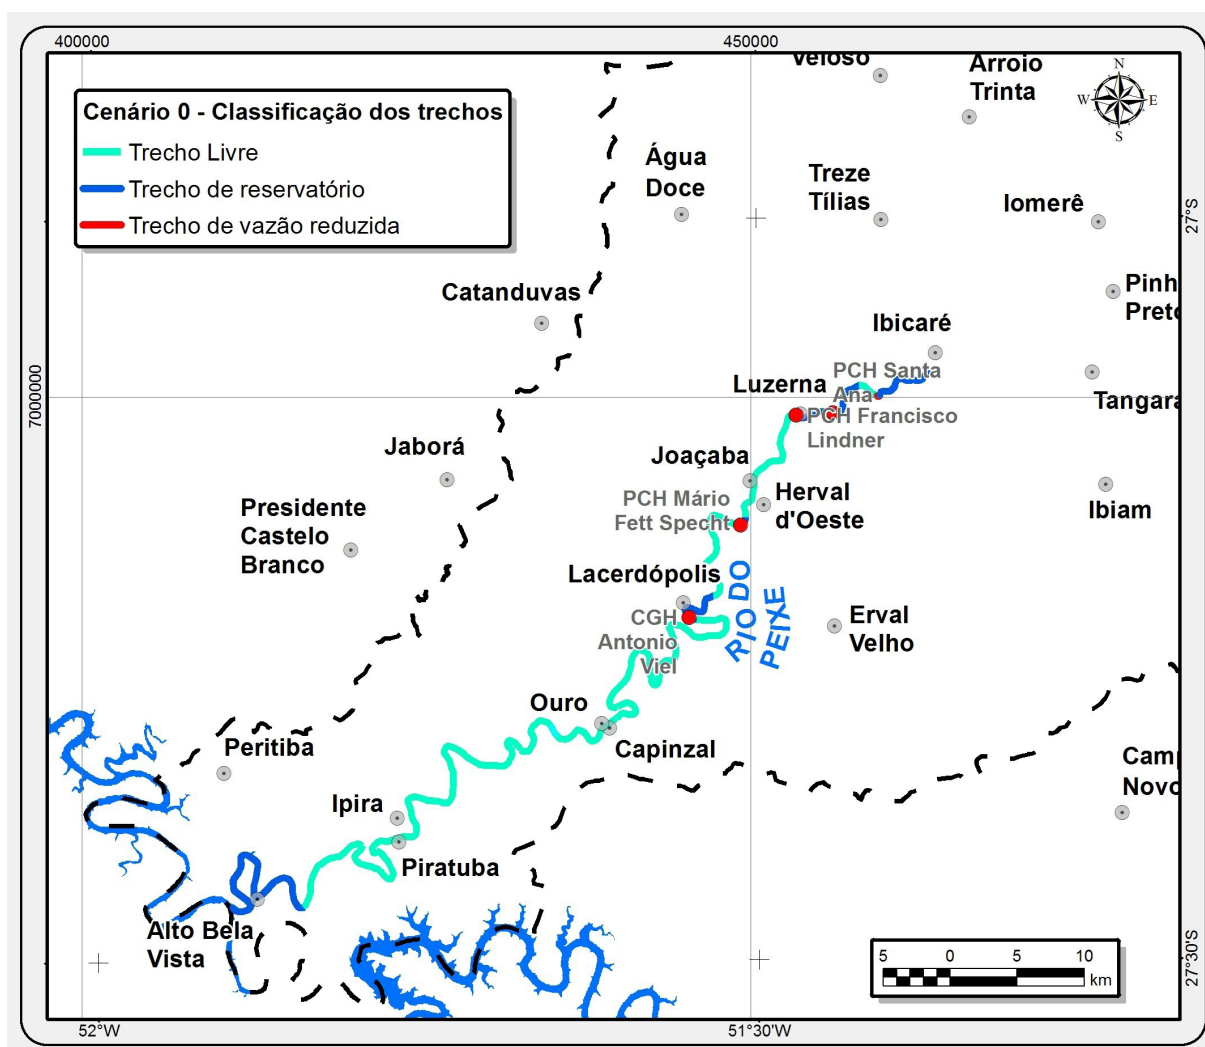 400000
450000
Veloso
Arroio
Trinta
N
W
E
S
Cenário 0 - Classificação dos trechos
Trecho Livre
Trecho de reservatório
Trecho de vazão reduzida
Água
Doce
Treze
Tílias
Iomerê
27°S
Catanduvas
Pinh
Preto
Ibicaré
PCH Santa
Ana
Luzerna
7000000
Tangara
PCH Francisco
Lindner
Jaborá
Joaçaba
PCH Mário
Fett Specht
Herval
d'Oeste
Ibiam
Presidente
Castelo
Branco
Lacerdópolis
RIO DO
PEIXE
CGH
Antonio
Viel
Erval
Velho
Ouro
Capinzal
Peritiba
Cam
Novo
Ipira
Piratuba
Alto Bela
Vista
5
0
5
10
km
27°30'S
52°W
51°30'W